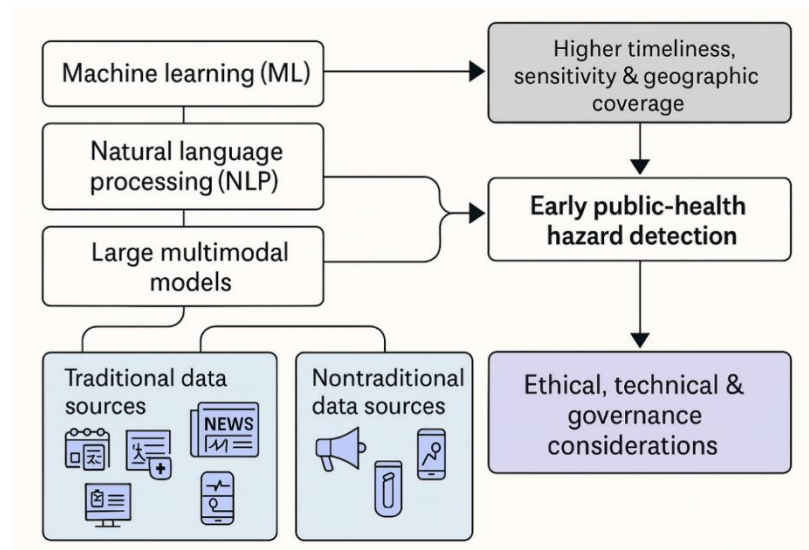 Machine learning (ML)
Higher timeliness,
sensitivity & geographic
coverage
Natural language
processing (NLP)
Early public-health
hazard detection
Large multimodal
models
Traditional data
sources
NEWS
Nontraditional
data sources
Ethical, technical &
governance
considerations